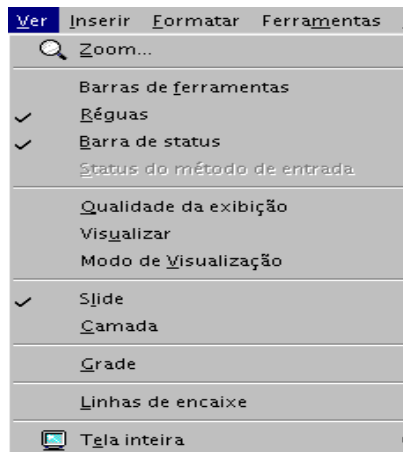 Ver Inserir Formatar Ferramentas
Zoom...
Barras de ferramentas
Réguas
Barra de status
Status do método de entrada
Qualidade da exibição
Visualizar
Modo de Visualização
Slide
Camada
Grade
Linhas de encaixe
Tela inteira